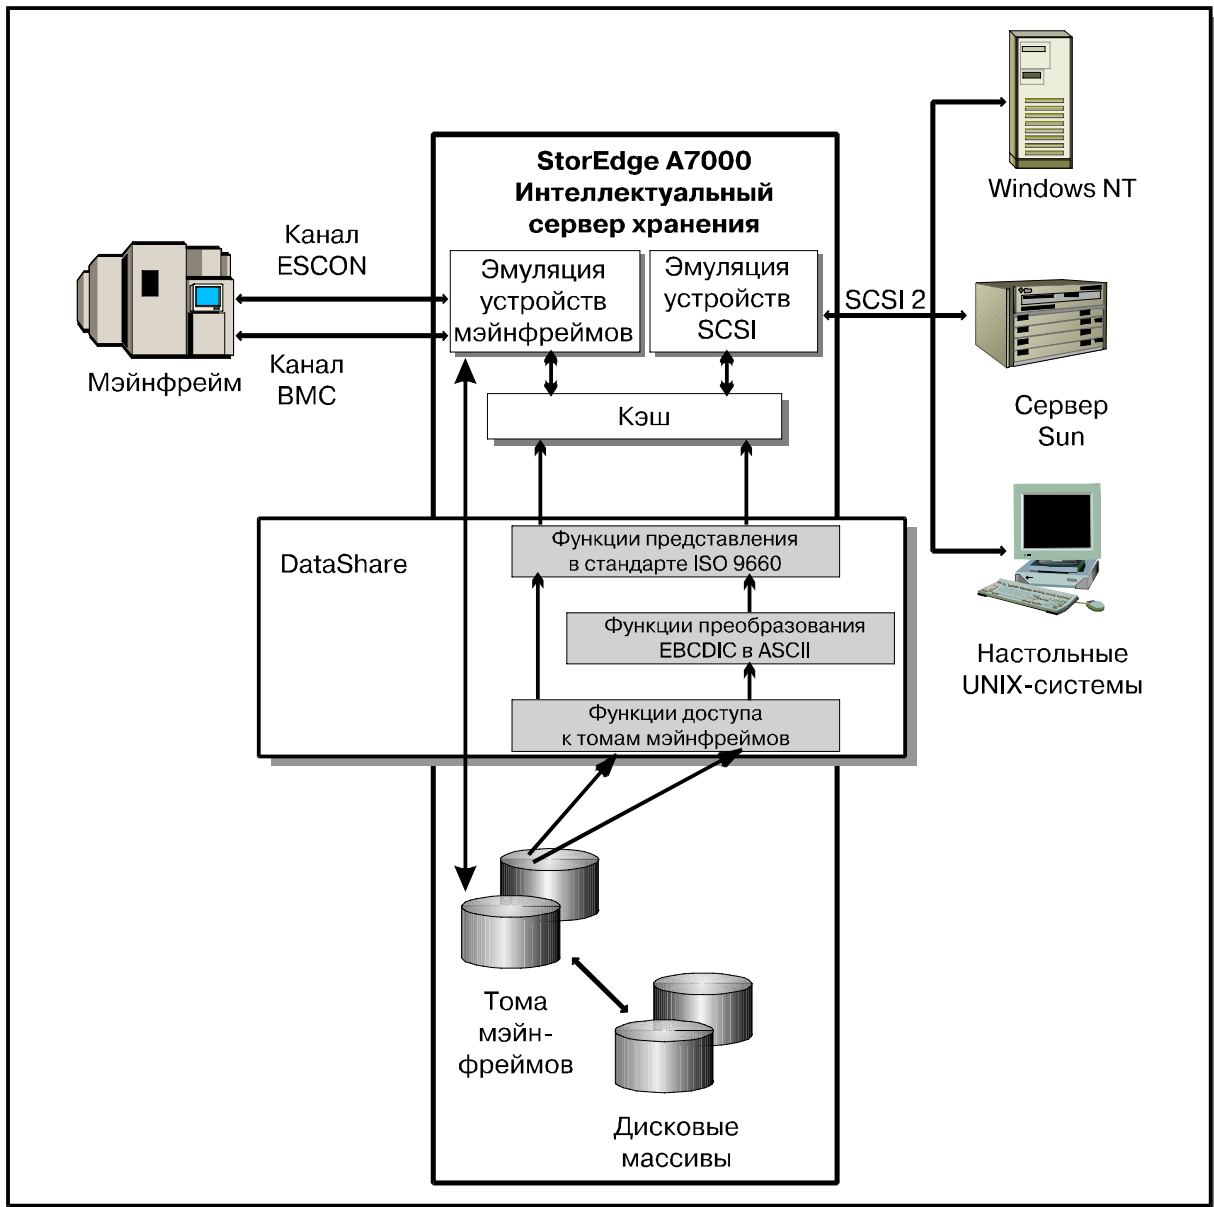 StorEdge A7000
Интеллектуальный
сервер хранения
Windows NT
Канал
ESCON
Эмуляция
устройств
мэйнфреймов
Эмуляция
устройств
SCSI
SCSI 2
Мэйнфрейм
Канал
BMC
Кэш
Сервер
Sun
DataShare
Функции представления
в стандарте ISO 9660
Функции преобразования
EBCDIC в ASCII
Настольные
UNIX-системы
Функции доступа
к томам мэйнфреймов
Тома
мэйн-
фреймов
Дисковые
массивы